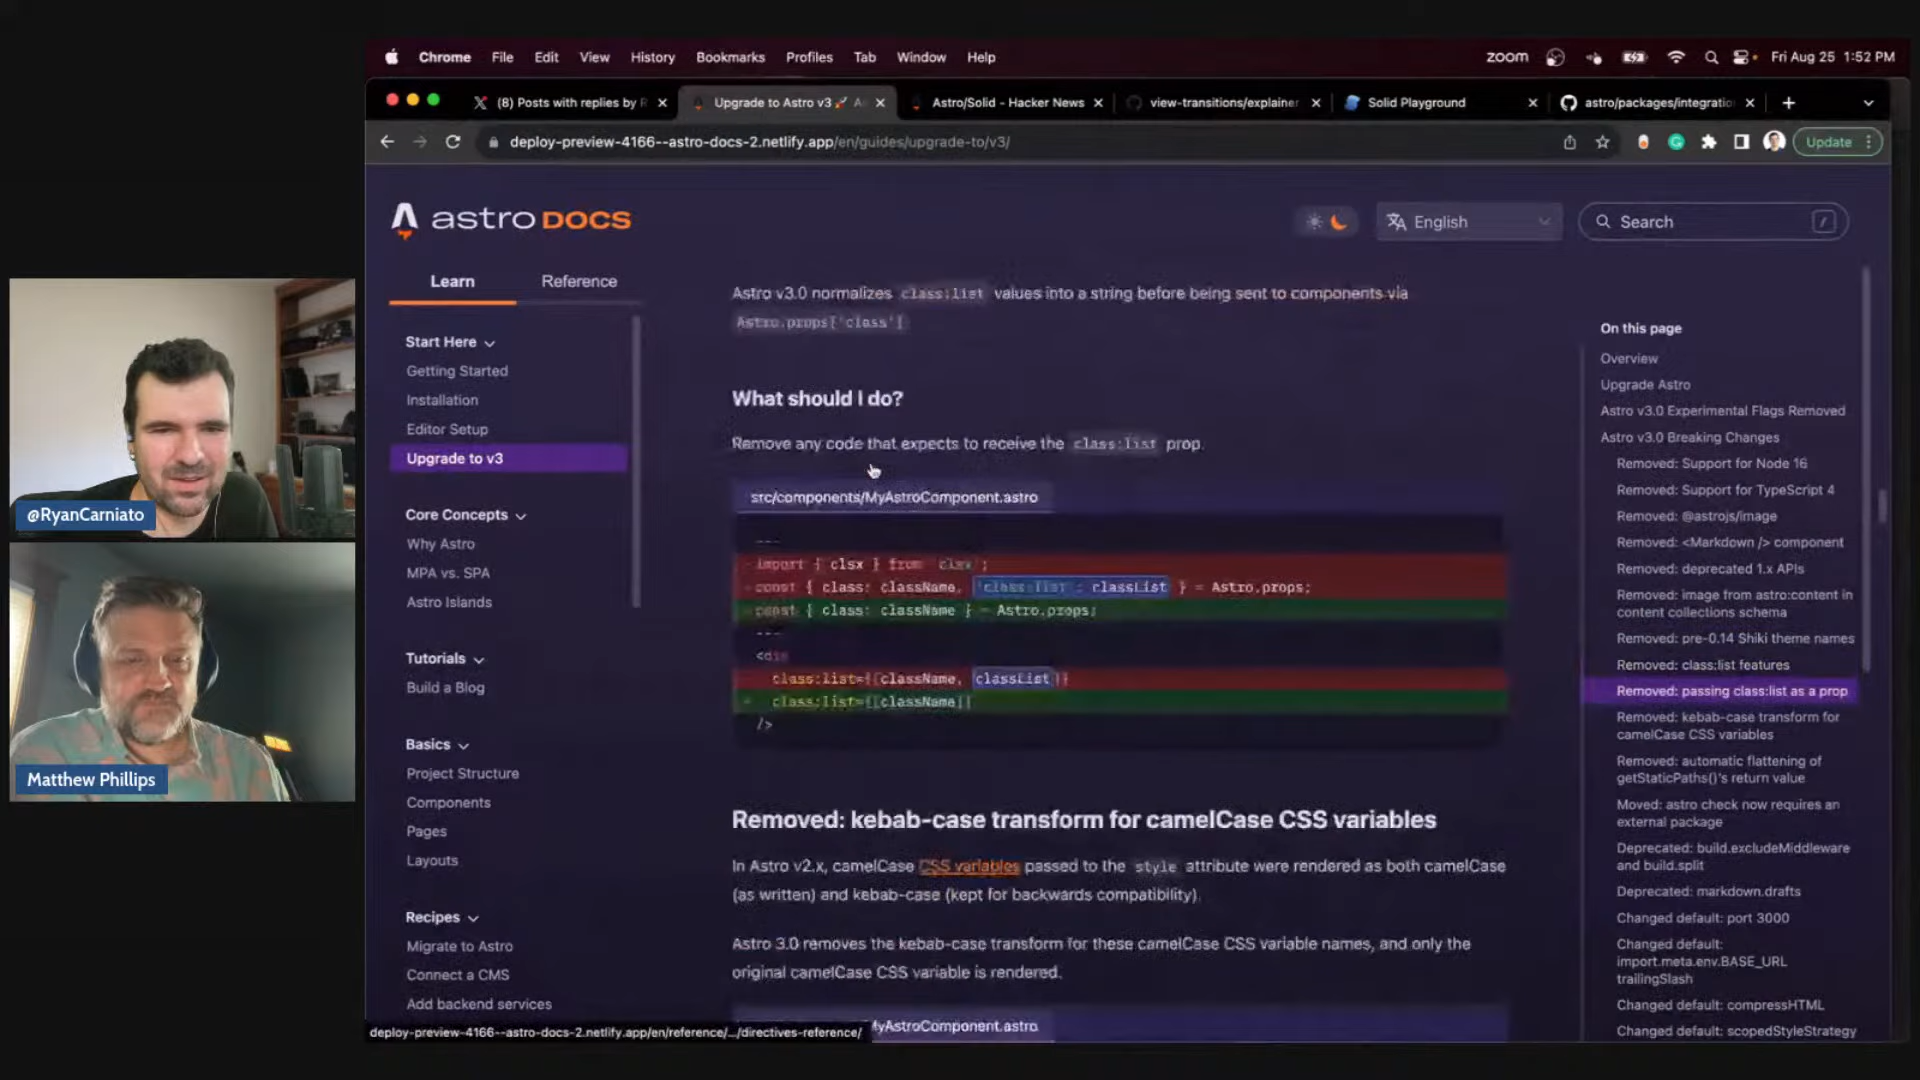 Chrome File Edit View History Bookmarks Profiles Tab Window Help
zoom Fri Aug 25 1:52 PM
(8) Posts with replies by R
Upgrade to Astro v3
Astro/Solid - Hacker News
view-transitions/explainer
Solid Playground
astro/packages/integratio
deploy-preview-4166--astro-docs-2.netlify.app/en/guides/upgrade-to/v3/
Update
astro DOCS
English
Search /
Learn Reference
Start Here
Getting Started
Installation
Editor Setup
Upgrade to v3
Core Concepts
Why Astro
MPA vs. SPA
Astro Islands
Tutorials
Build a Blog
Basics
Project Structure
Components
Pages
Layouts
Recipes
Migrate to Astro
Connect a CMS
Add backend services
deploy-preview-4166--astro-docs-2.netlify.app/en/reference/.../directives-reference/
Astro v3.0 normalizes class:list values into a string before being sent to components via
Astro.props['class']
What should I do?
Remove any code that expects to receive the class:list prop.
src/components/MyAstroComponent.astro
---
- import { clsx } from 'clsx';
- const { class: className, 'class:list': classList } = Astro.props;
+ const { class: className } = Astro.props;
---
<div
- class:list={[className, classList]}
+ class:list={[className]}
/>
Removed: kebab-case transform for camelCase CSS variables
In Astro v2.x, camelCase CSS variables passed to the style attribute were rendered as both camelCase
(as written) and kebab-case (kept for backwards compatibility).
Astro 3.0 removes the kebab-case transform for these camelCase CSS variable names, and only the
original camelCase CSS variable is rendered.
MyAstroComponent.astro
On this page
Overview
Upgrade Astro
Astro v3.0 Experimental Flags Removed
Astro v3.0 Breaking Changes
Removed: Support for Node 16
Removed: Support for TypeScript 4
Removed: @astrojs/image
Removed: <Markdown /> component
Removed: deprecated 1.x APIs
Removed: image from astro:content in
content collections schema
Removed: pre-0.14 Shiki theme names
Removed: class:list features
Removed: passing class:list as a prop
Removed: kebab-case transform for
camelCase CSS variables
Removed: automatic flattening of
getStaticPaths()'s return value
Moved: astro check now requires an
external package
Deprecated: build.excludeMiddleware
and build.split
Deprecated: markdown.drafts
Changed default: port 3000
Changed default:
import.meta.env.BASE_URL
trailingSlash
Changed default: compressHTML
Changed default: scopedStyleStrategy
@RyanCarniato
Matthew Phillips